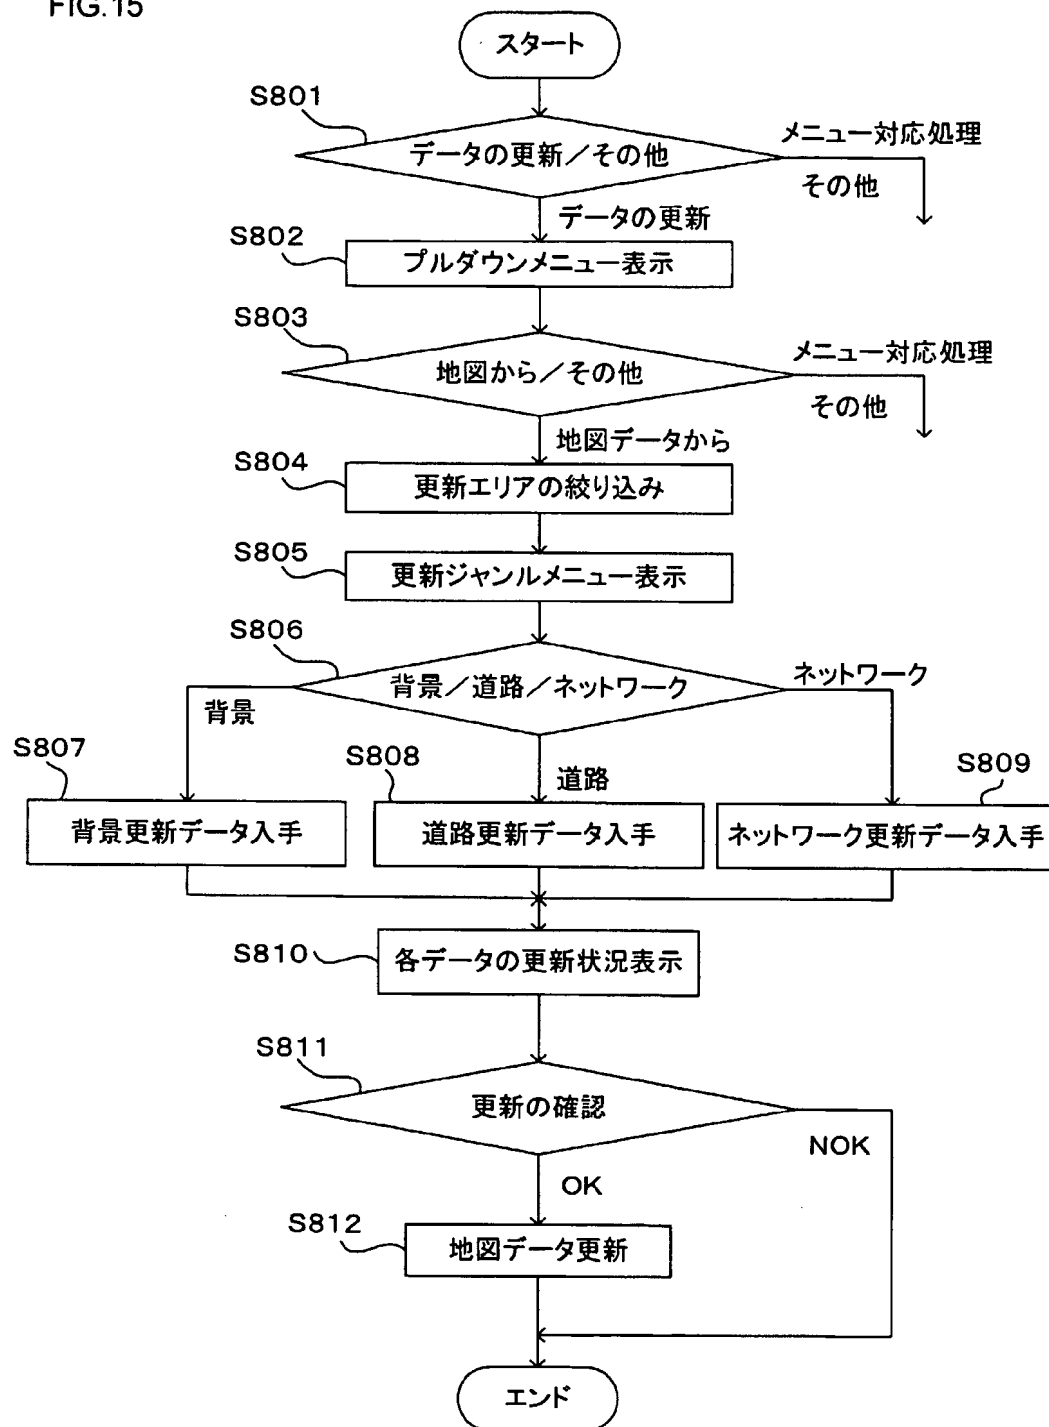 FIG.15
スタート
S801
データの更新／その他
メニュー対応処理
その他
データの更新
S802
プルダウンメニュー表示
S803
地図から／その他
メニュー対応処理
その他
地図データから
S804
更新エリアの絞り込み
S805
更新ジャンルメニュー表示
S806
背景／道路／ネットワーク
ネットワーク
背景
道路
S807
背景更新データ入手
S808
道路更新データ入手
S809
ネットワーク更新データ入手
S810
各データの更新状況表示
S811
更新の確認
NOK
OK
S812
地図データ更新
エンド